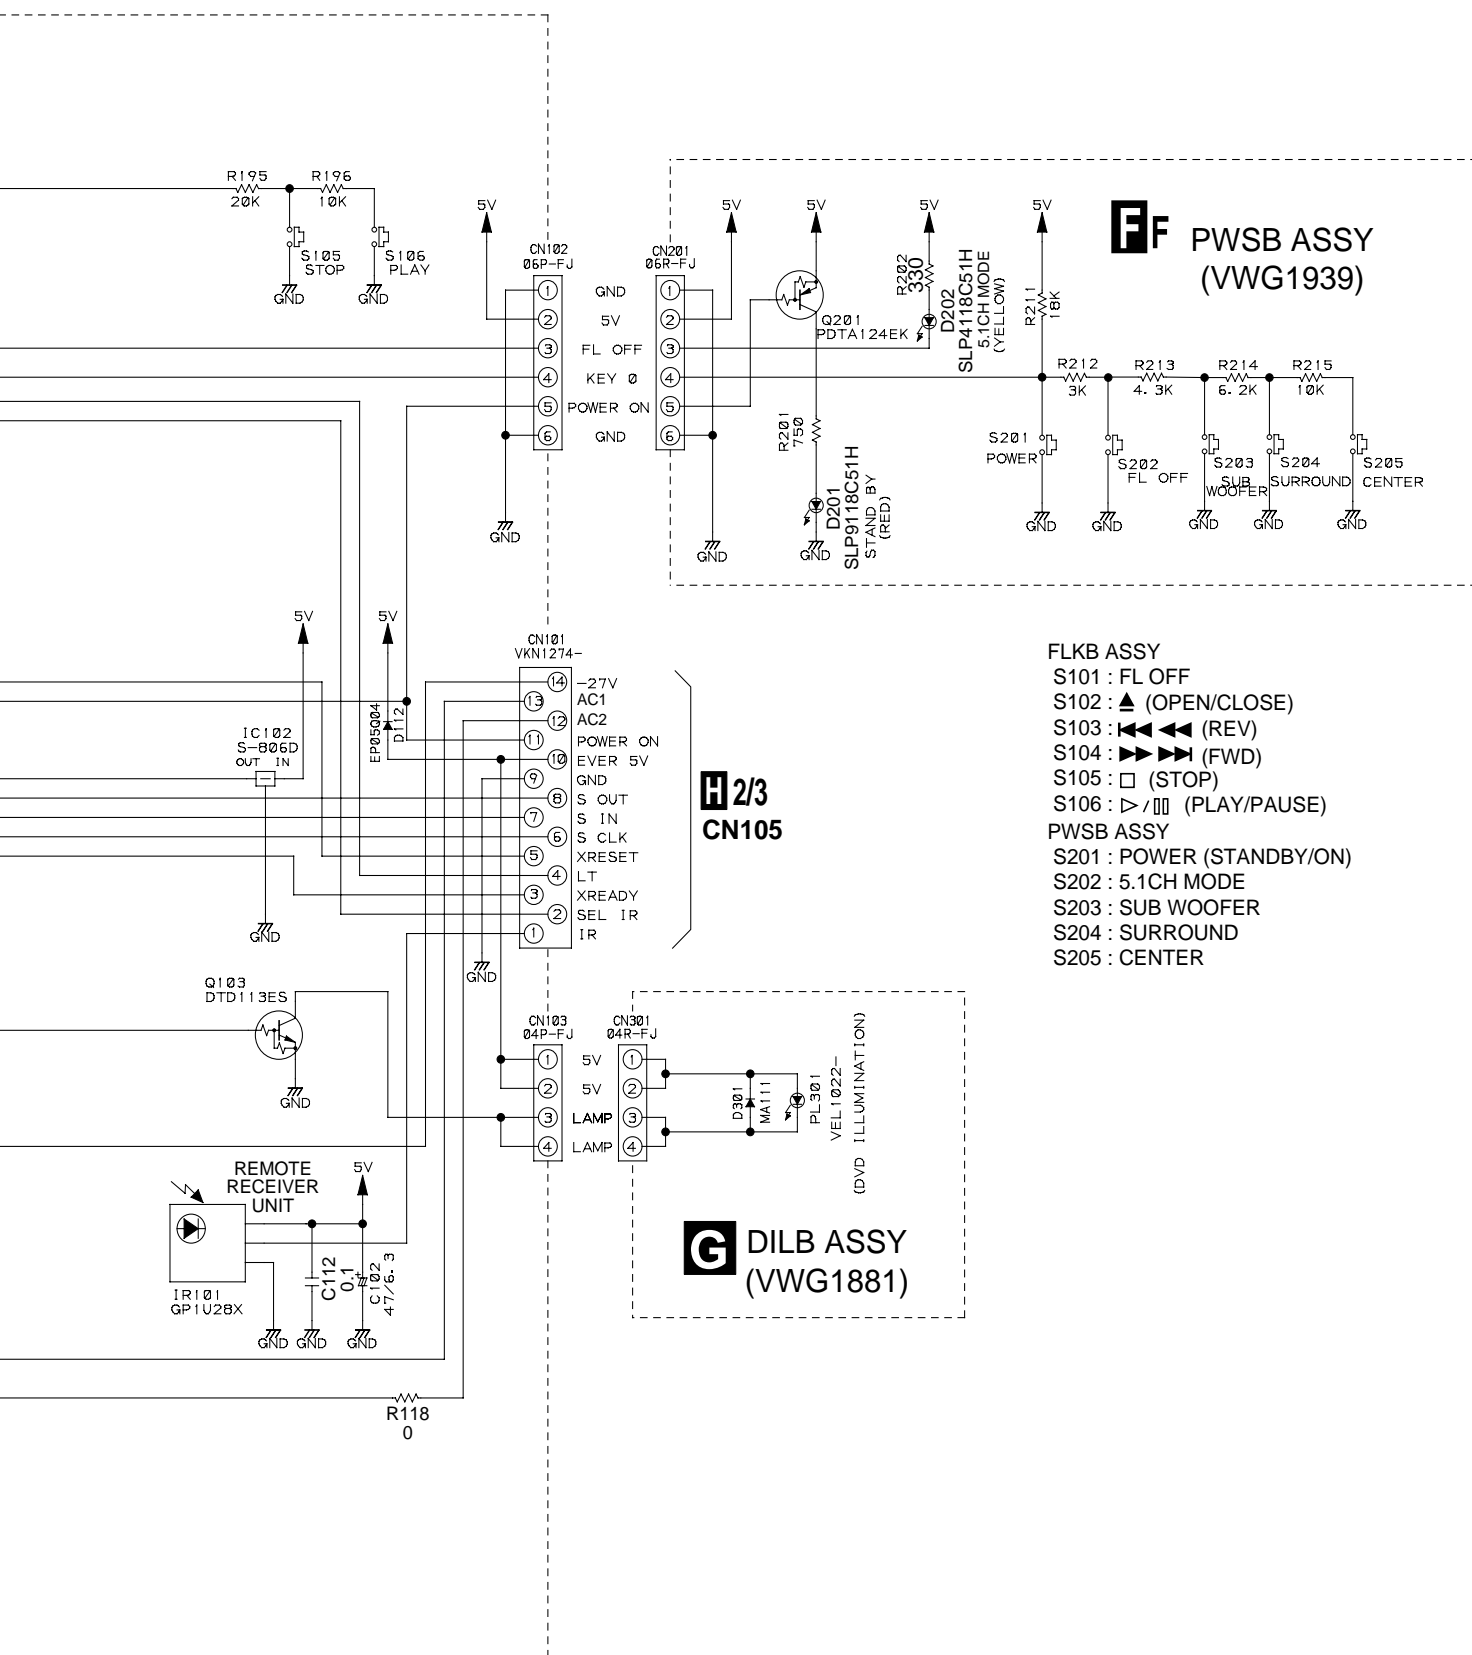 R195
20K
R196
10K
S105
STOP
S106
PLAY
GND
GND
5V
CN102
06P-FJ
CN201
06R-FJ
1
GND
1
2
5V
2
3
FL OFF
3
4
KEY 0
4
5
POWER ON
5
6
GND
6
GND
GND
5V
5V
5V
5V
Q201
PDTA124EK
R202
330
D202
SLP4118C51H
5.1CH MODE
(YELLOW)
R211
18K
R201
750
D201
SLP9118C51H
STAND BY
(RED)
GND
F F PWSB ASSY
(VWG1939)
R212
3K
R213
4.3K
R214
6.2K
R215
10K
S201
POWER
S202
FL OFF
S203
SUB
WOOFER
S204
SURROUND
S205
CENTER
GND
GND
GND
GND
GND
5V
5V
IC102
S-806D
OUT IN
GND
EP05Q04
D112
CN101
VKN1274-
14 -27V
13 AC1
12 AC2
11 POWER ON
10 EVER 5V
9 GND
8 S OUT
7 S IN
6 S CLK
5 XRESET
4 LT
3 XREADY
2 SEL IR
1 IR
GND
H 2/3
CN105
FLKB ASSY
S101 : FL OFF
S102 : ⏏ (OPEN/CLOSE)
S103 : ⏮ ◀◀ (REV)
S104 : ▶▶ ⏭ (FWD)
S105 : □ (STOP)
S106 : ▷/▯▯ (PLAY/PAUSE)
PWSB ASSY
S201 : POWER (STANDBY/ON)
S202 : 5.1CH MODE
S203 : SUB WOOFER
S204 : SURROUND
S205 : CENTER
Q103
DTD113ES
GND
CN103
04P-FJ
CN301
04R-FJ
1
5V
1
2
5V
2
3
LAMP
3
4
LAMP
4
D301
MA111
PL301
VEL1022-
(DVD ILLUMINATION)
G DILB ASSY
(VWG1881)
REMOTE
RECEIVER
UNIT
5V
IR101
GP1U28X
C112
0.1
+
C102
47/6.3
GND
GND
GND
R118
0